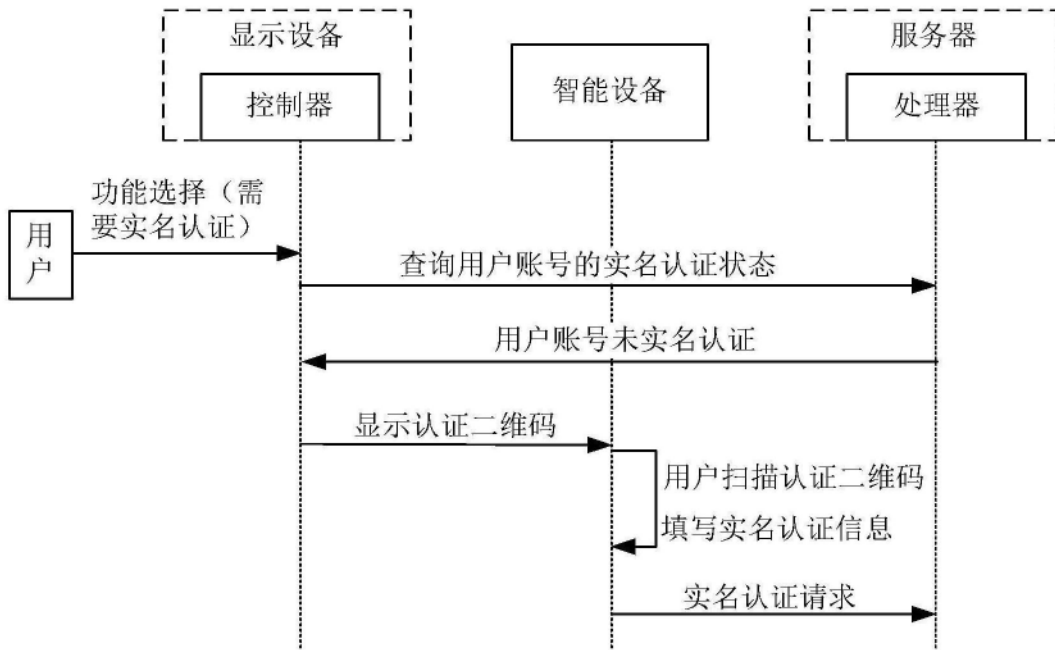 显示设备
控制器
智能设备
服务器
处理器
用
户
功能选择（需
要实名认证）
查询用户账号的实名认证状态
用户账号未实名认证
显示认证二维码
用户扫描认证二维码
填写实名认证信息
实名认证请求